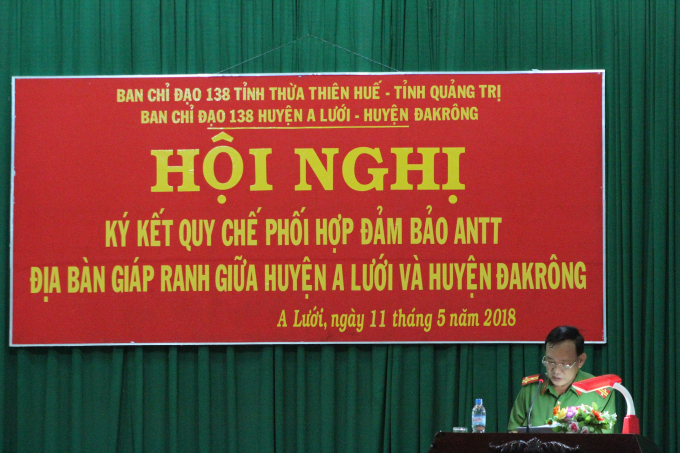 BAN CHỈ ĐẠO 138 TỈNH THỪA THIÊN HUẾ - TỈNH QUẢNG TRỊ
BAN CHỈ ĐẠO 138 HUYỆN A LƯỚI - HUYỆN ĐAKRÔNG
HỘI NGHỊ
KÝ KẾT QUY CHẾ PHỐI HỢP ĐẢM BẢO ANTT
ĐỊA BÀN GIÁP RANH GIỮA HUYỆN A LƯỚI VÀ HUYỆN ĐAKRÔNG
A Lưới, ngày 11 tháng 5 năm 2018